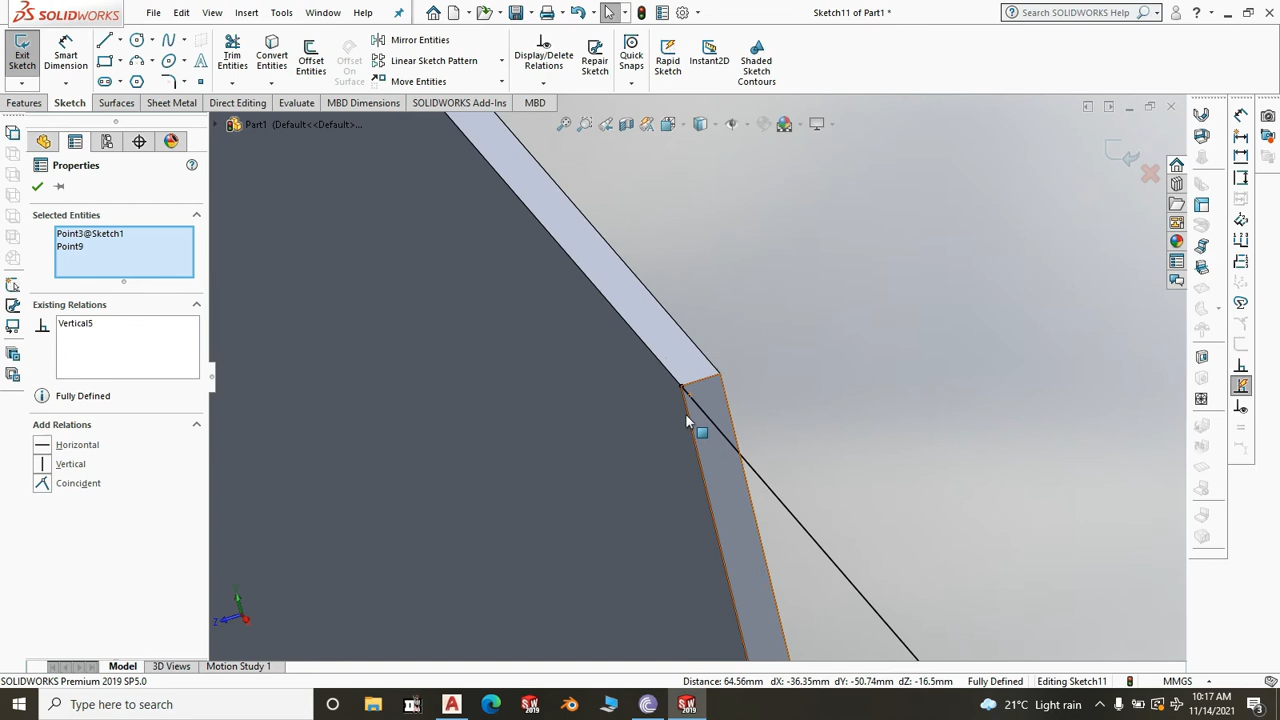 SOLIDWORKS
File
Edit
View
Insert
Tools
Window
Help
Sketch11 of Part1 *
Search SOLIDWORKS Help
?
Exit Sketch
Smart Dimension
Trim Entities
Convert Entities
Offset Entities
Offset On Surface
Mirror Entities
Linear Sketch Pattern
Move Entities
Display/Delete Relations
Repair Sketch
Quick Snaps
Rapid Sketch
Instant2D
Shaded Sketch Contours
Features
Sketch
Surfaces
Sheet Metal
Direct Editing
Evaluate
MBD Dimensions
SOLIDWORKS Add-Ins
MBD
Part1 (Default<<Default>...
Properties
Selected Entities
Point3@Sketch1
Point9
Existing Relations
Vertical5
Fully Defined
Add Relations
Horizontal
Vertical
Coincident
Z
Model
3D Views
Motion Study 1
SOLIDWORKS Premium 2019 SP5.0
Distance: 64.56mm dX: -36.35mm dY: -50.74mm dZ: -16.5mm
Fully Defined
Editing Sketch11
MMGS
Type here to search
21°C Light rain
10:17 AM
11/14/2021